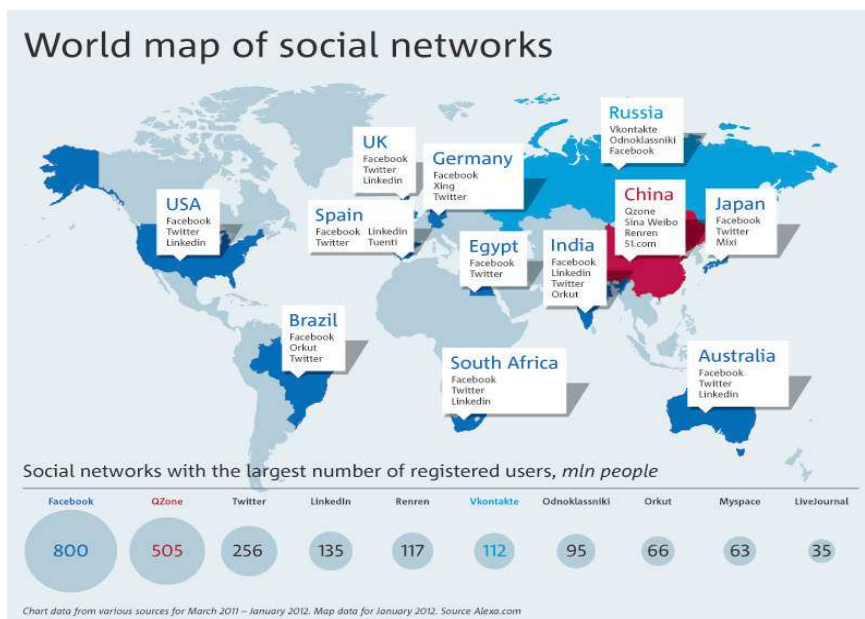 World map of social networks
Russia
Vkontakte
Odnoklassniki
Facebook
UK
Facebook
Twitter
Linkedin
Germany
Facebook
Xing
Twitter
USA
Facebook
Twitter
Linkedin
Spain
Facebook Linkedin
Twitter Tuenti
China
Qzone
Sina Weibo
Renren
51.com
Japan
Facebook
Twitter
Mixi
Egypt
Facebook
Twitter
India
Facebook
Linkedin
Twitter
Orkut
Brazil
Facebook
Orkut
Twitter
South Africa
Facebook
Twitter
Linkedin
Australia
Facebook
Twitter
Linkedin
Social networks with the largest number of registered users, mln people
Facebook QZone Twitter LinkedIn Renren Vkontakte Odnoklassniki Orkut Myspace LiveJournal
800 505 256 135 117 112 95 66 63 35
Chart data from various sources for March 2011 – January 2012. Map data for January 2012. Source Alexa.com